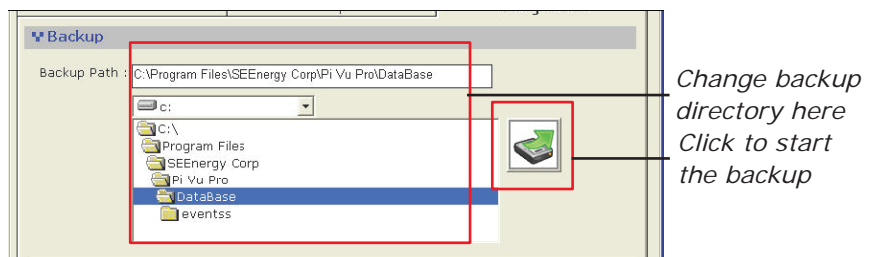 Backup
Backup Path : C:\Program Files\SEEnergy Corp\Pi Vu Pro\DataBase
c:
C:\
Program Files
SEEnergy Corp
Pi Vu Pro
DataBase
eventss
Change backup
directory here
Click to start
the backup